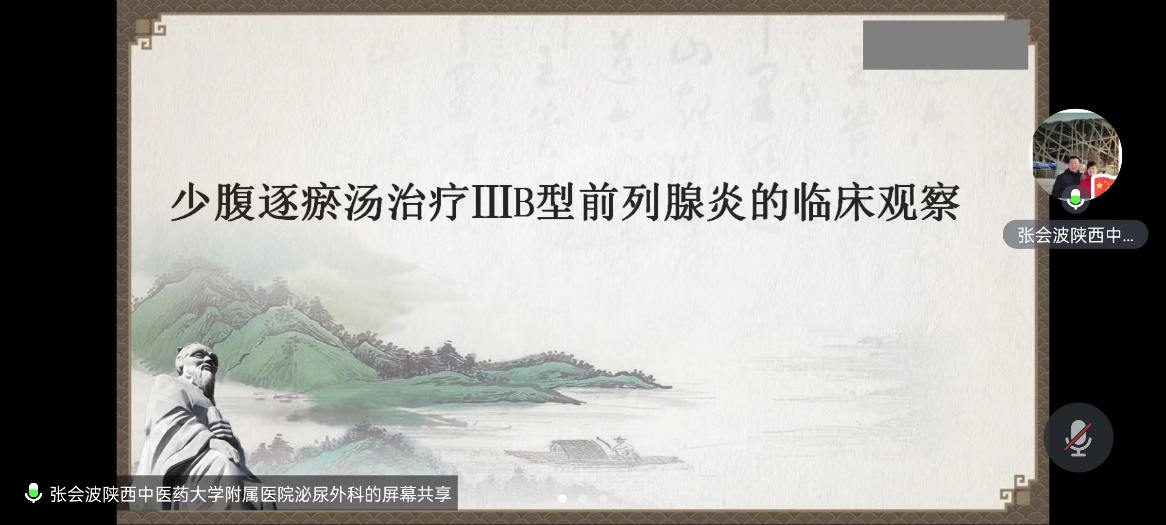 少腹逐瘀汤治疗ⅢB型前列腺炎的临床观察
张会波陕西中...
张会波陕西中医药大学附属医院泌尿外科的屏幕共享